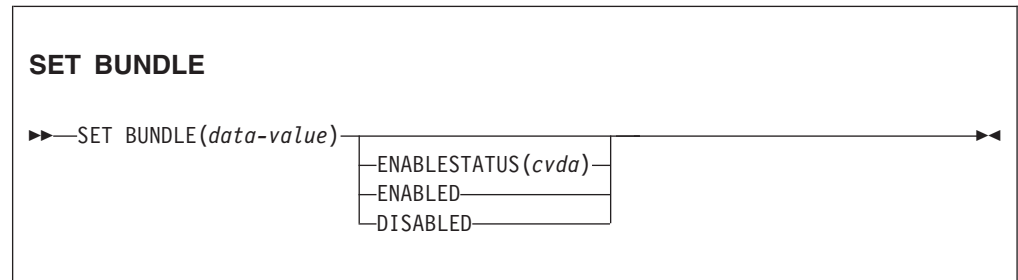 SET BUNDLE
SET BUNDLE(data-value)
ENABLESTATUS(cvda)
ENABLED
DISABLED